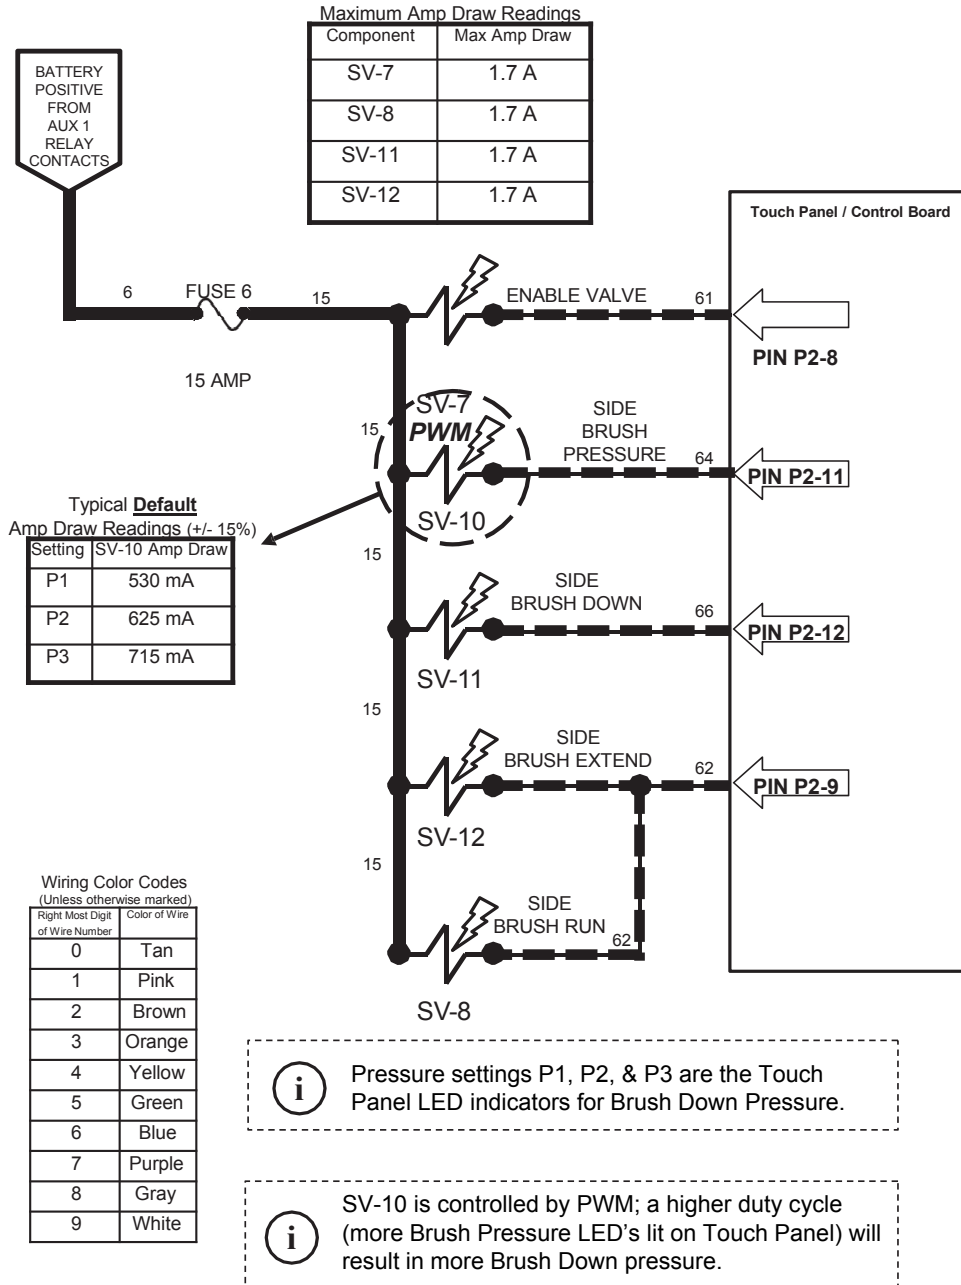 Maximum Amp Draw Readings
Component Max Amp Draw
SV-7 1.7 A
SV-8 1.7 A
SV-11 1.7 A
SV-12 1.7 A
BATTERY
POSITIVE
FROM
AUX 1
RELAY
CONTACTS
Touch Panel / Control Board
6 FUSE 6 15
15 AMP
ENABLE VALVE 61
PIN P2-8
SV-7
15
PWM
SIDE
BRUSH
PRESSURE 64
PIN P2-11
SV-10
Typical Default
Amp Draw Readings (+/- 15%)
Setting SV-10 Amp Draw
P1 530 mA
P2 625 mA
P3 715 mA
15
SIDE
BRUSH DOWN 66
PIN P2-12
SV-11
15
SIDE
BRUSH EXTEND 62
PIN P2-9
SV-12
15
SIDE
BRUSH RUN 62
SV-8
Wiring Color Codes
(Unless otherwise marked)
Right Most Digit
of Wire Number
Color of Wire
0 Tan
1 Pink
2 Brown
3 Orange
4 Yellow
5 Green
6 Blue
7 Purple
8 Gray
9 White
i
Pressure settings P1, P2, & P3 are the Touch
Panel LED indicators for Brush Down Pressure.
i
SV-10 is controlled by PWM; a higher duty cycle
(more Brush Pressure LED's lit on Touch Panel) will
result in more Brush Down pressure.